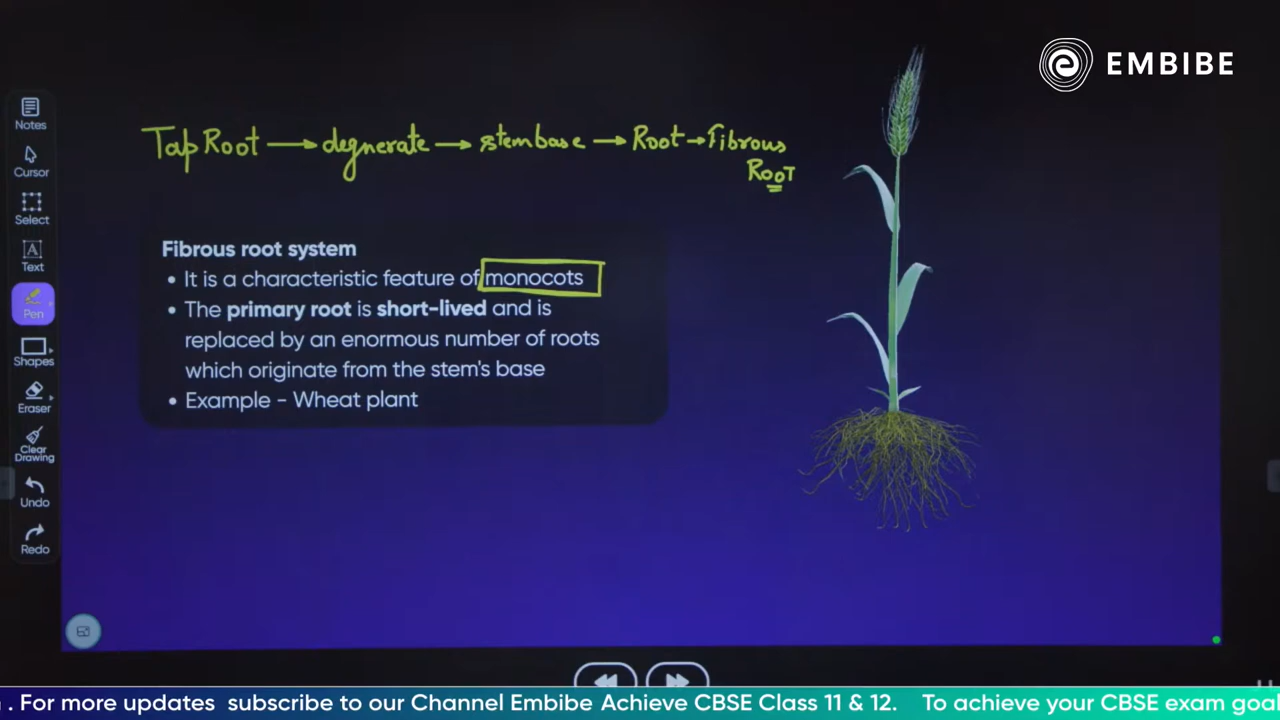 EMBIBE
Notes
Cursor
Select
A
Text
Pen
Shapes
Eraser
Clear
Drawing
Undo
Redo
Tap Root → degnerate → stembase → Root → Fibrous
Root
Fibrous root system
• It is a characteristic feature of monocots
• The primary root is short-lived and is
replaced by an enormous number of roots
which originate from the stem's base
• Example - Wheat plant
. For more updates subscribe to our Channel Embibe Achieve CBSE Class 11 & 12. To achieve your CBSE exam goa